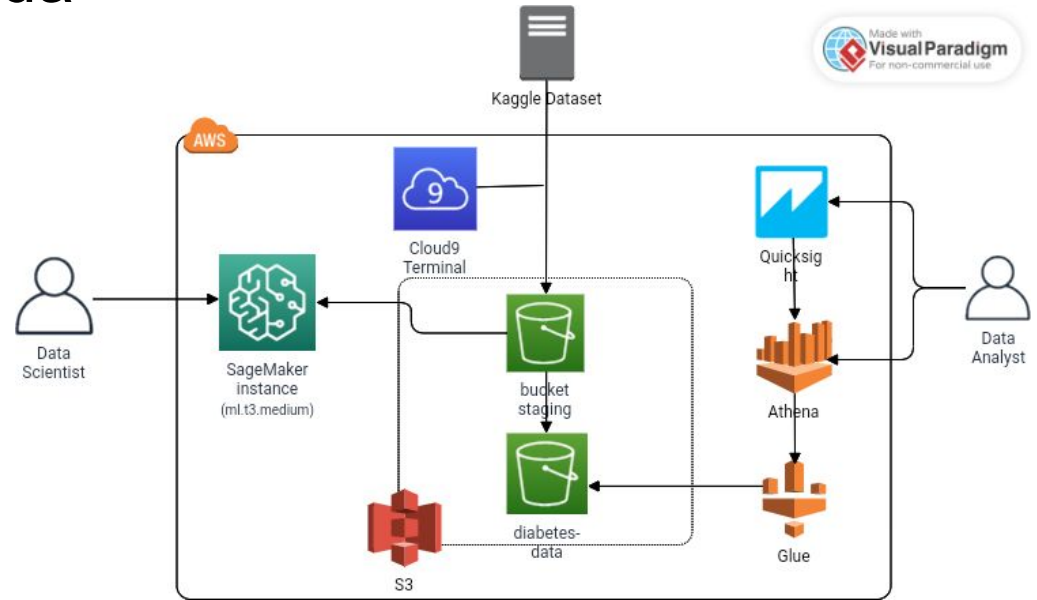 Made with
Visual Paradigm
For non-commercial use
Kaggle Dataset
AWS
9
Cloud9
Terminal
Quicksig
ht
Data
Scientist
SageMaker
instance
(ml.t3.medium)
bucket
staging
Athena
Data
Analyst
diabetes-
data
Glue
S3